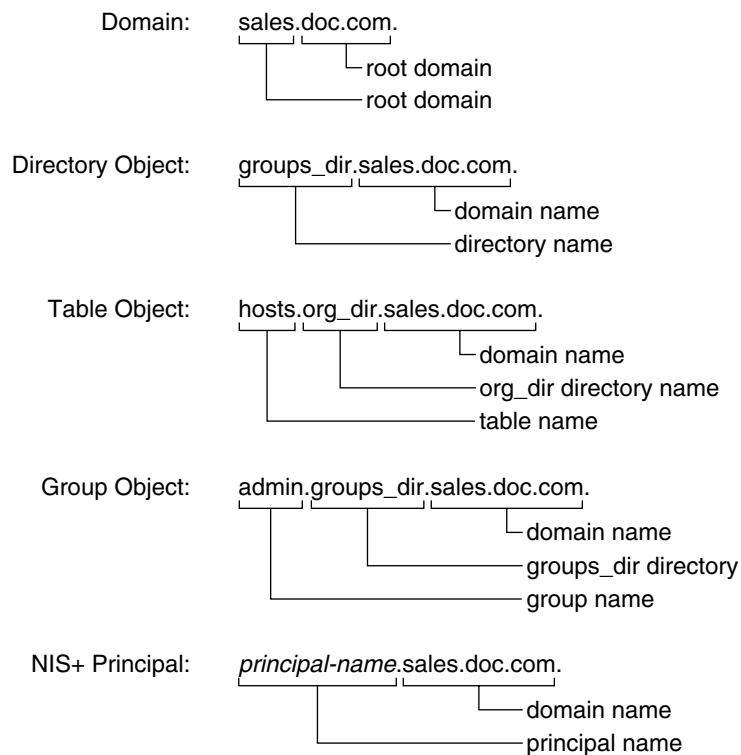 Domain: sales.doc.com.
root domain
root domain
Directory Object: groups_dir.sales.doc.com.
domain name
directory name
Table Object: hosts.org_dir.sales.doc.com.
domain name
org_dir directory name
table name
Group Object: admin.groups_dir.sales.doc.com.
domain name
groups_dir directory
group name
NIS+ Principal: principal-name.sales.doc.com.
domain name
principal name